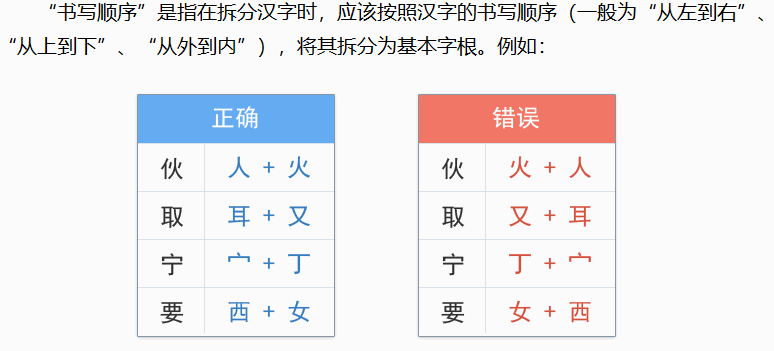 “书写顺序”是指在拆分汉字时，应该按照汉字的书写顺序（一般为“从左到右”、
“从上到下”、“从外到内”），将其拆分为基本字根。例如：
正确 错误
伙 人 + 火 伙 火 + 人
取 耳 + 又 取 又 + 耳
宁 宀 + 丁 宁 丁 + 宀
要 西 + 女 要 女 + 西